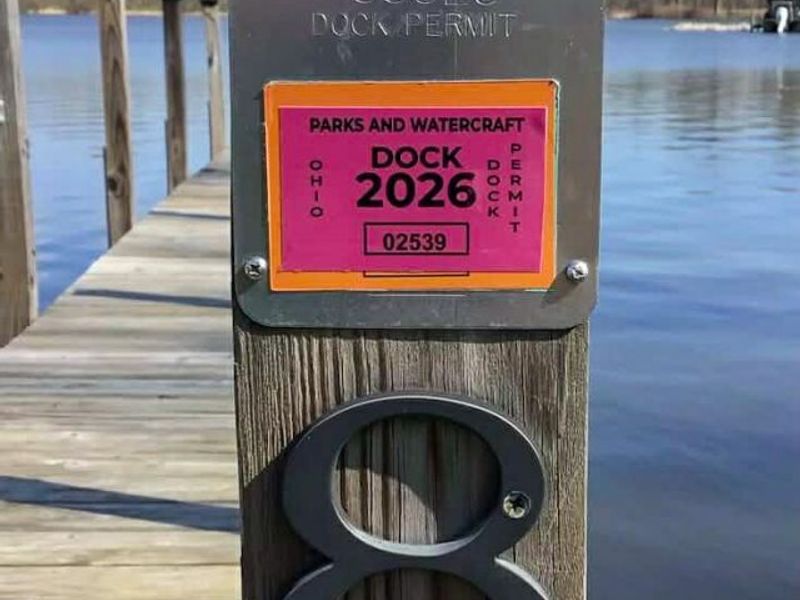 DOCK PERMIT
PARKS AND WATERCRAFT
OHIO
DOCK
2026
02539
DOCK
PERMIT
8